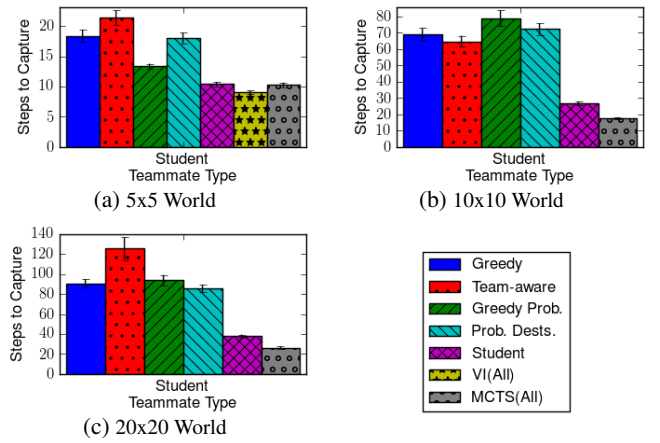 Steps to Capture
20
15
10
5
0
Student
Teammate Type
(a) 5x5 World
Steps to Capture
80
70
60
50
40
30
20
10
0
Student
Teammate Type
(b) 10x10 World
Steps to Capture
140
120
100
80
60
40
20
0
Student
Teammate Type
(c) 20x20 World
Greedy
Team-aware
Greedy Prob.
Prob. Dests.
Student
VI(All)
MCTS(All)